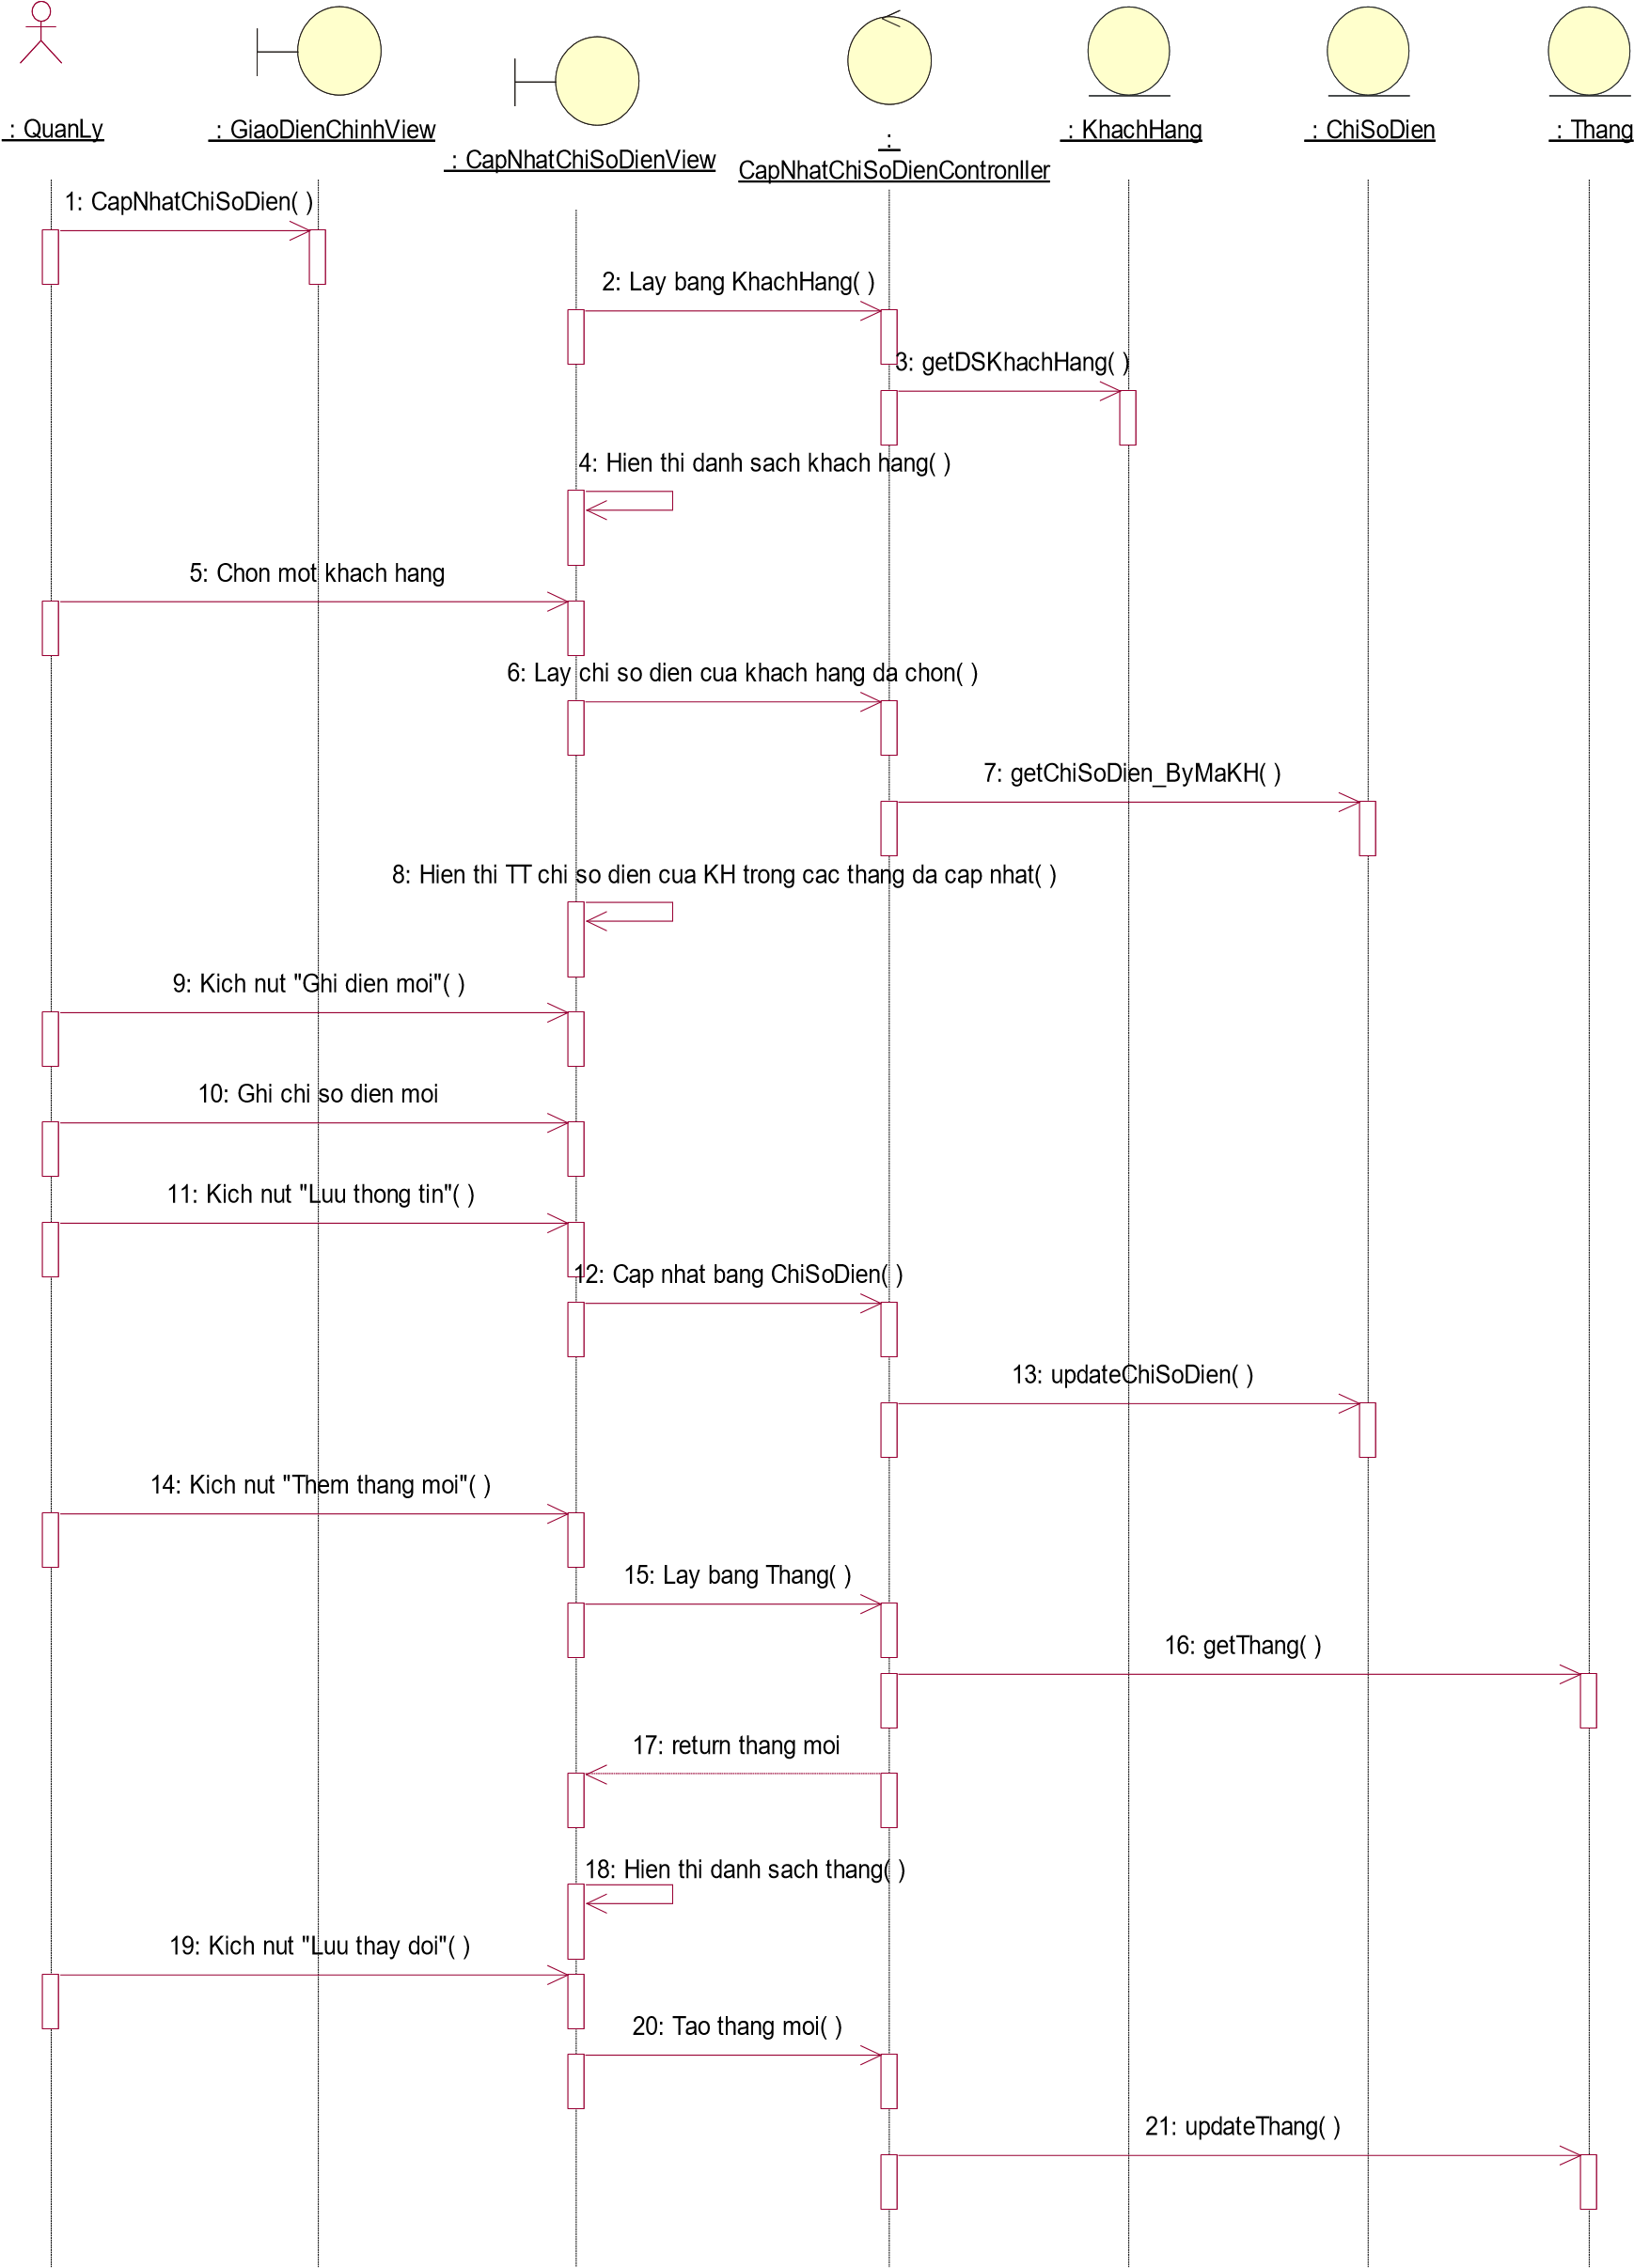 : QuanLy
: GiaoDienChinhView
: CapNhatChiSoDienView
:
CapNhatChiSoDienContronller
: KhachHang
: ChiSoDien
: Thang
1: CapNhatChiSoDien( )
2: Lay bang KhachHang( )
3: getDSKhachHang( )
4: Hien thi danh sach khach hang( )
5: Chon mot khach hang
6: Lay chi so dien cua khach hang da chon( )
7: getChiSoDien_ByMaKH( )
8: Hien thi TT chi so dien cua KH trong cac thang da cap nhat( )
9: Kich nut "Ghi dien moi"( )
10: Ghi chi so dien moi
11: Kich nut "Luu thong tin"( )
12: Cap nhat bang ChiSoDien( )
13: updateChiSoDien( )
14: Kich nut "Them thang moi"( )
15: Lay bang Thang( )
16: getThang( )
17: return thang moi
18: Hien thi danh sach thang( )
19: Kich nut "Luu thay doi"( )
20: Tao thang moi( )
21: updateThang( )